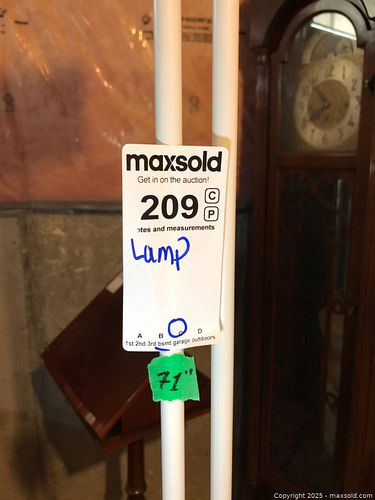 maxsold
Get in on the auction!
209 C
P
otes and measurements
Lamp
A B D
1st 2nd 3rd bsmt garage outdoors
71"
Copyright 2025 - maxsold.com